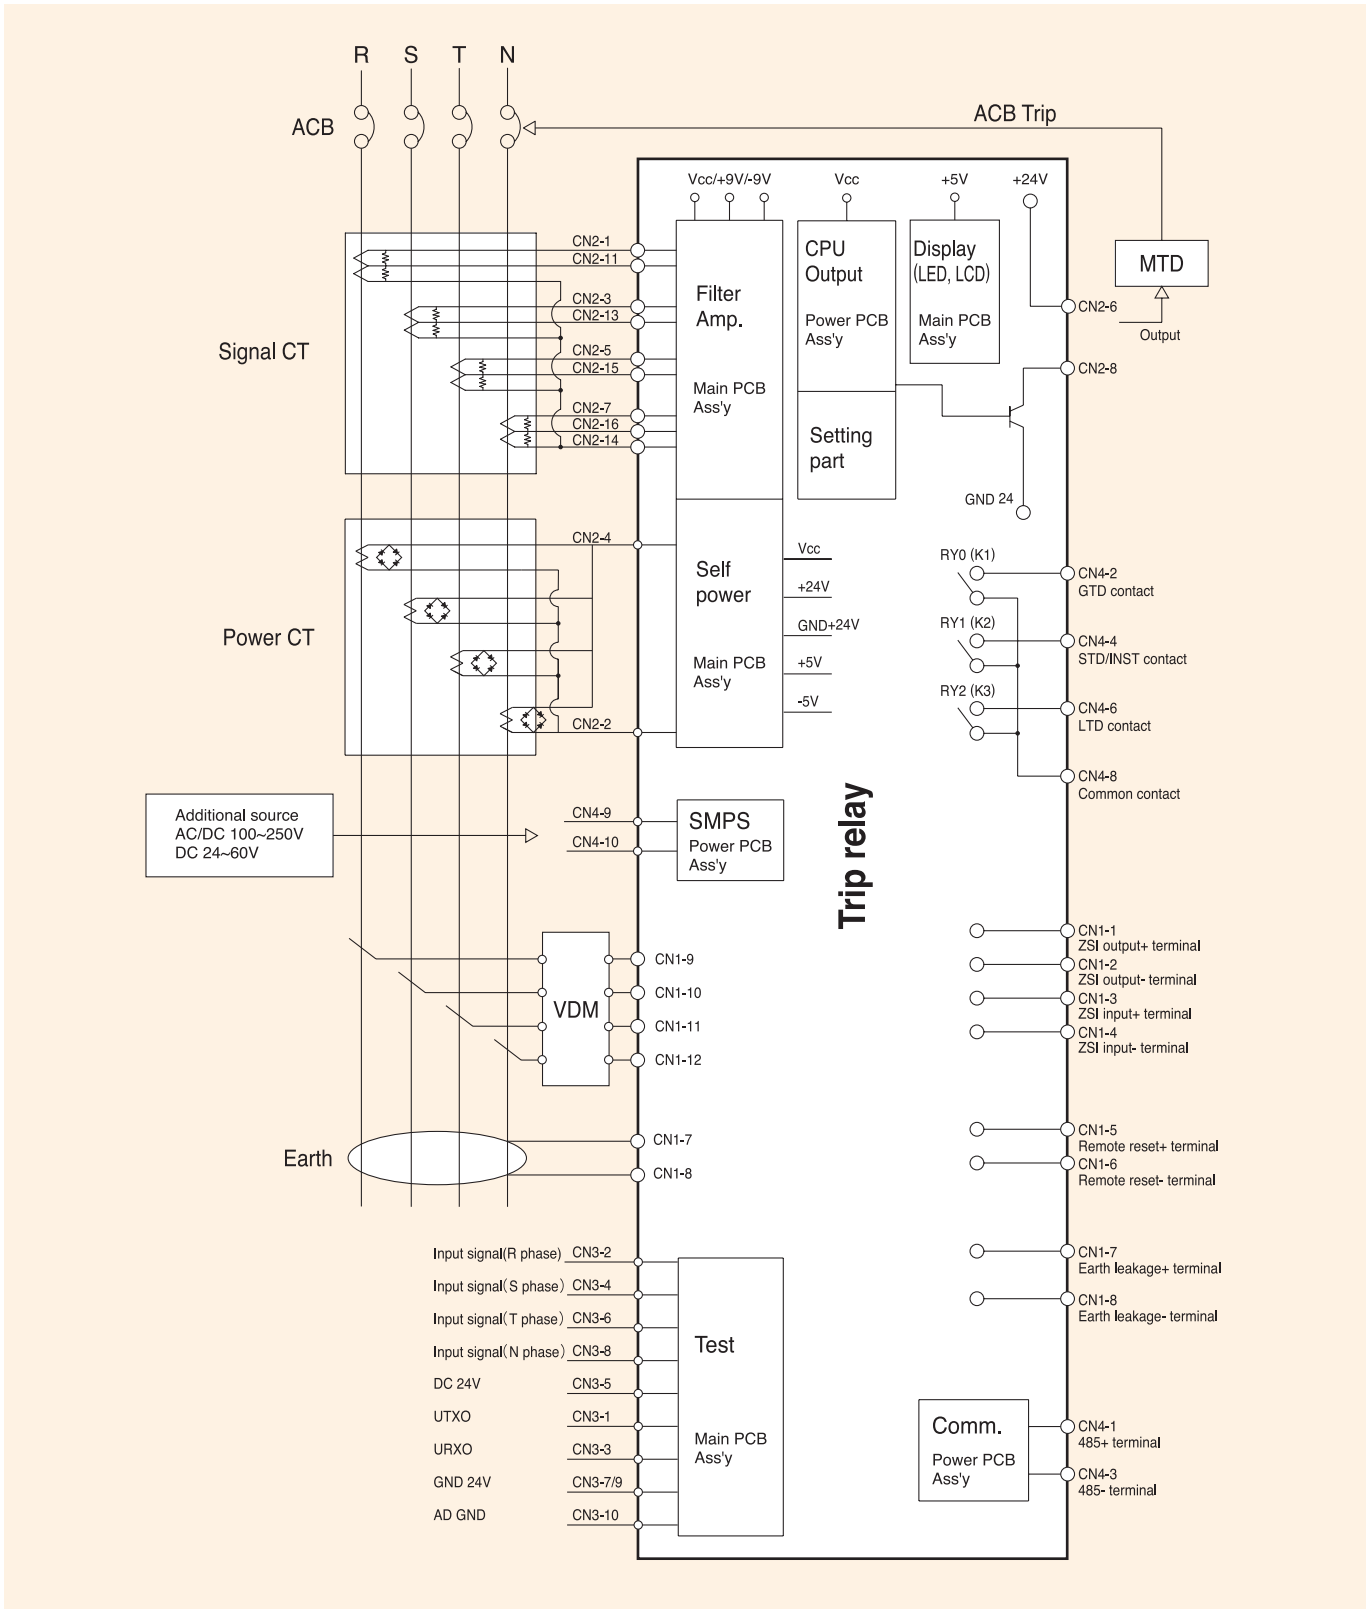 R S T N
ACB
ACB Trip
Vcc/+9V/-9V
Vcc
+5V
+24V
CN2-1
CN2-11
CN2-3
CN2-13
CN2-5
CN2-15
CN2-7
CN2-16
CN2-14
Signal CT
Filter
Amp.
Main PCB
Ass'y
CPU
Output
Power PCB
Ass'y
Setting
part
Display
(LED, LCD)
Main PCB
Ass'y
MTD
Output
CN2-6
CN2-8
GND 24
Power CT
CN2-4
CN2-2
Self
power
Main PCB
Ass'y
Vcc
+24V
GND+24V
+5V
-5V
RY0 (K1)
CN4-2
GTD contact
RY1 (K2)
CN4-4
STD/INST contact
RY2 (K3)
CN4-6
LTD contact
CN4-8
Common contact
Additional source
AC/DC 100~250V
DC 24~60V
CN4-9
CN4-10
SMPS
Power PCB
Ass'y
Trip relay
VDM
CN1-9
CN1-10
CN1-11
CN1-12
CN1-1
ZSI output+ terminal
CN1-2
ZSI output- terminal
CN1-3
ZSI input+ terminal
CN1-4
ZSI input- terminal
Earth
CN1-7
CN1-8
CN1-5
Remote reset+ terminal
CN1-6
Remote reset- terminal
CN1-7
Earth leakage+ terminal
CN1-8
Earth leakage- terminal
Input signal(R phase) CN3-2
Input signal(S phase) CN3-4
Input signal(T phase) CN3-6
Input signal(N phase) CN3-8
DC 24V CN3-5
UTXO CN3-1
URXO CN3-3
GND 24V CN3-7/9
AD GND CN3-10
Test
Main PCB
Ass'y
Comm.
Power PCB
Ass'y
CN4-1
485+ terminal
CN4-3
485- terminal